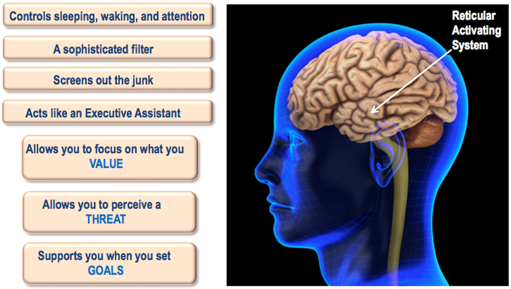 Controls sleeping, waking, and attention
A sophisticated filter
Screens out the junk
Acts like an Executive Assistant
Allows you to focus on what you
VALUE
Allows you to perceive a
THREAT
Supports you when you set
GOALS
Reticular
Activating
System